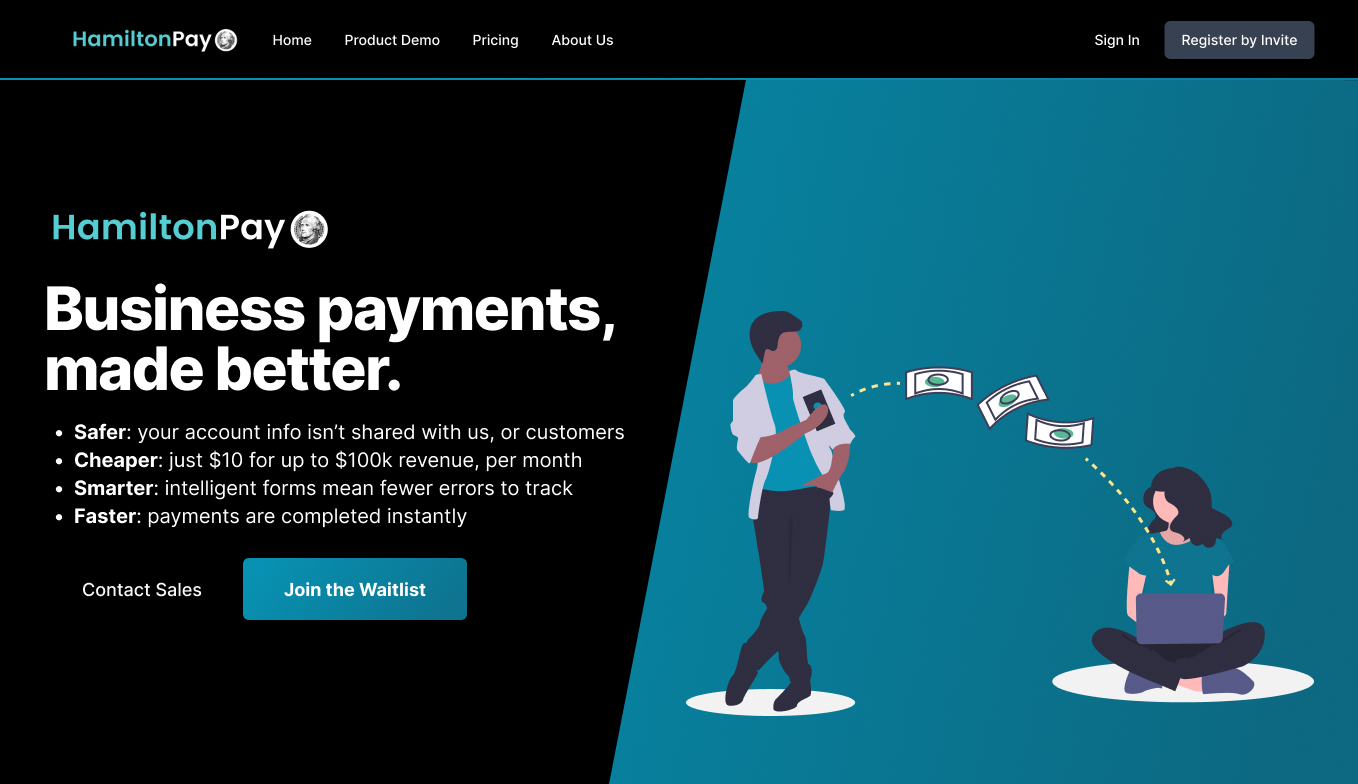 HamiltonPay
Home
Product Demo
Pricing
About Us
Sign In
Register by Invite
HamiltonPay
Business payments,
made better.
• Safer: your account info isn’t shared with us, or customers
• Cheaper: just $10 for up to $100k revenue, per month
• Smarter: intelligent forms mean fewer errors to track
• Faster: payments are completed instantly
Contact Sales
Join the Waitlist